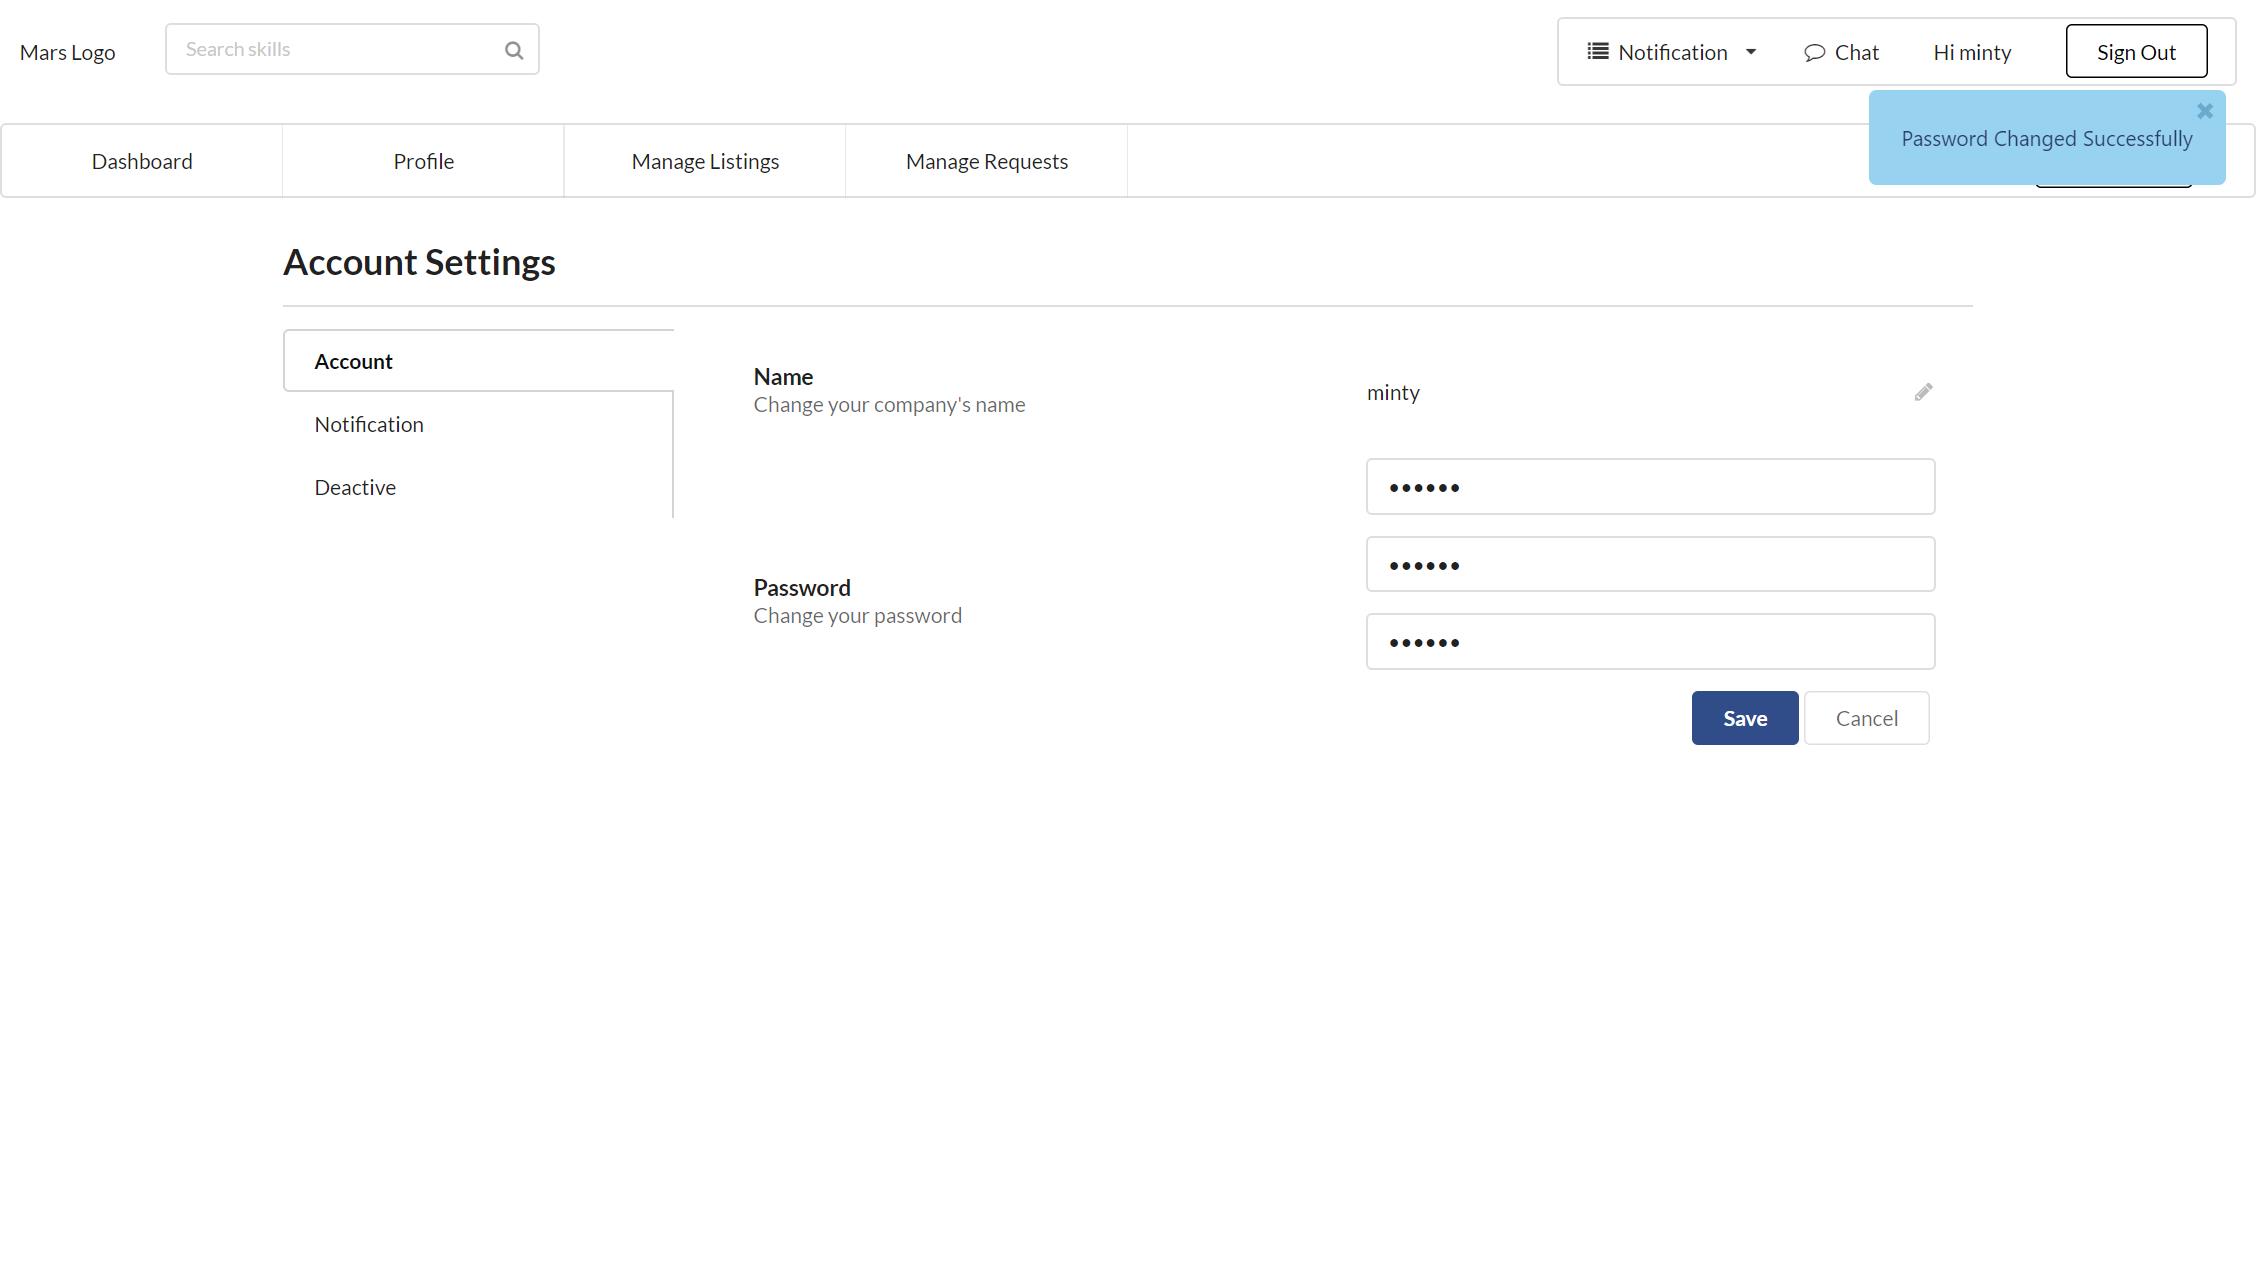 Mars Logo
Search skills
Notification
Chat
Hi minty
Sign Out
Password Changed Successfully
Dashboard
Profile
Manage Listings
Manage Requests
Account Settings
Account
Notification
Deactive
Name
Change your company's name
minty
••••••
••••••
Password
Change your password
••••••
Save
Cancel